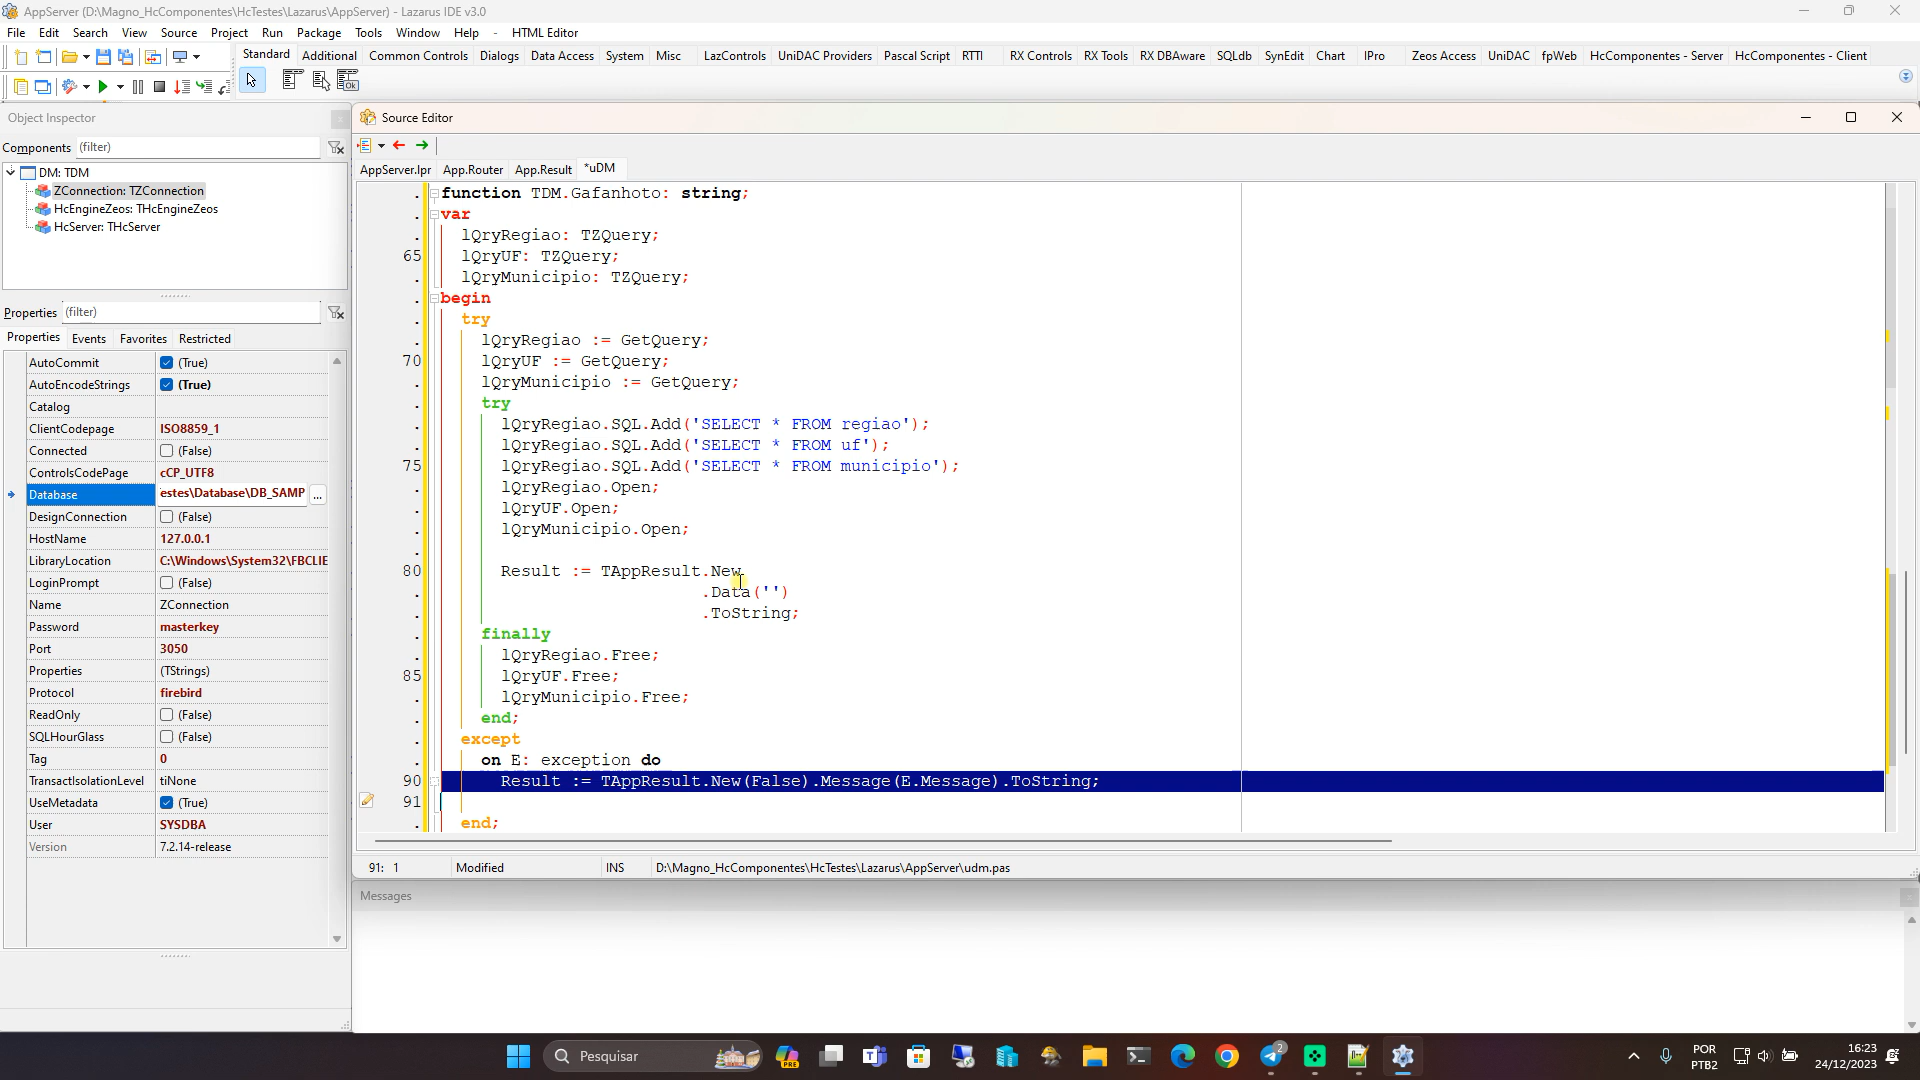 AppServer (D:\Magno_HcComponentes\HcTestes\Lazarus\AppServer) - Lazarus IDE v3.0
File Edit Search View Source Project Run Package Tools Window Help - HTML Editor
Standard Additional Common Controls Dialogs Data Access System Misc LazControls UniDAC Providers Pascal Script RTTI RX Controls RX Tools RX DBAware SQLdb SynEdit Chart IPro Zeos Access UniDAC fpWeb HcComponentes - Server HcComponentes - Client
Ok
Object Inspector
Components (filter)
DM: TDM
ZConnection: TZConnection
HcEngineZeos: THcEngineZeos
HcServer: THcServer
Properties (filter)
Properties Events Favorites Restricted
AutoCommit (True)
AutoEncodeStrings (True)
Catalog
ClientCodepage ISO8859_1
Connected (False)
ControlsCodePage cCP_UTF8
Database estes\Database\DB_SAMP ...
DesignConnection (False)
HostName 127.0.0.1
LibraryLocation C:\Windows\System32\FBCLIE
LoginPrompt (False)
Name ZConnection
Password masterkey
Port 3050
Properties (TStrings)
Protocol firebird
ReadOnly (False)
SQLHourGlass (False)
Tag 0
TransactIsolationLevel tiNone
UseMetadata (True)
User SYSDBA
Version 7.2.14-release
Source Editor
AppServer.lpr App.Router App.Result *uDM
function TDM.Gafanhoto: string;
var
lQryRegiao: TZQuery;
65 lQryUF: TZQuery;
lQryMunicipio: TZQuery;
begin
try
lQryRegiao := GetQuery;
70 lQryUF := GetQuery;
lQryMunicipio := GetQuery;
try
lQryRegiao.SQL.Add('SELECT * FROM regiao');
lQryRegiao.SQL.Add('SELECT * FROM uf');
75 lQryRegiao.SQL.Add('SELECT * FROM municipio');
lQryRegiao.Open;
lQryUF.Open;
lQryMunicipio.Open;
80 Result := TAppResult.New
.Data('')
.ToString;
finally
lQryRegiao.Free;
85 lQryUF.Free;
lQryMunicipio.Free;
end;
except
on E: exception do
90 Result := TAppResult.New(False).Message(E.Message).ToString;
91
end;
91: 1 Modified INS D:\Magno_HcComponentes\HcTestes\Lazarus\AppServer\udm.pas
Messages
Pesquisar
PRE
2
POR
PTB2
16:23
24/12/2023